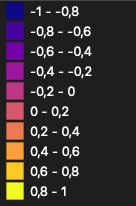 -1 - -0,8
-0,8 - -0,6
-0,6 - -0,4
-0,4 - -0,2
-0,2 - 0
0 - 0,2
0,2 - 0,4
0,4 - 0,6
0,6 - 0,8
0,8 - 1